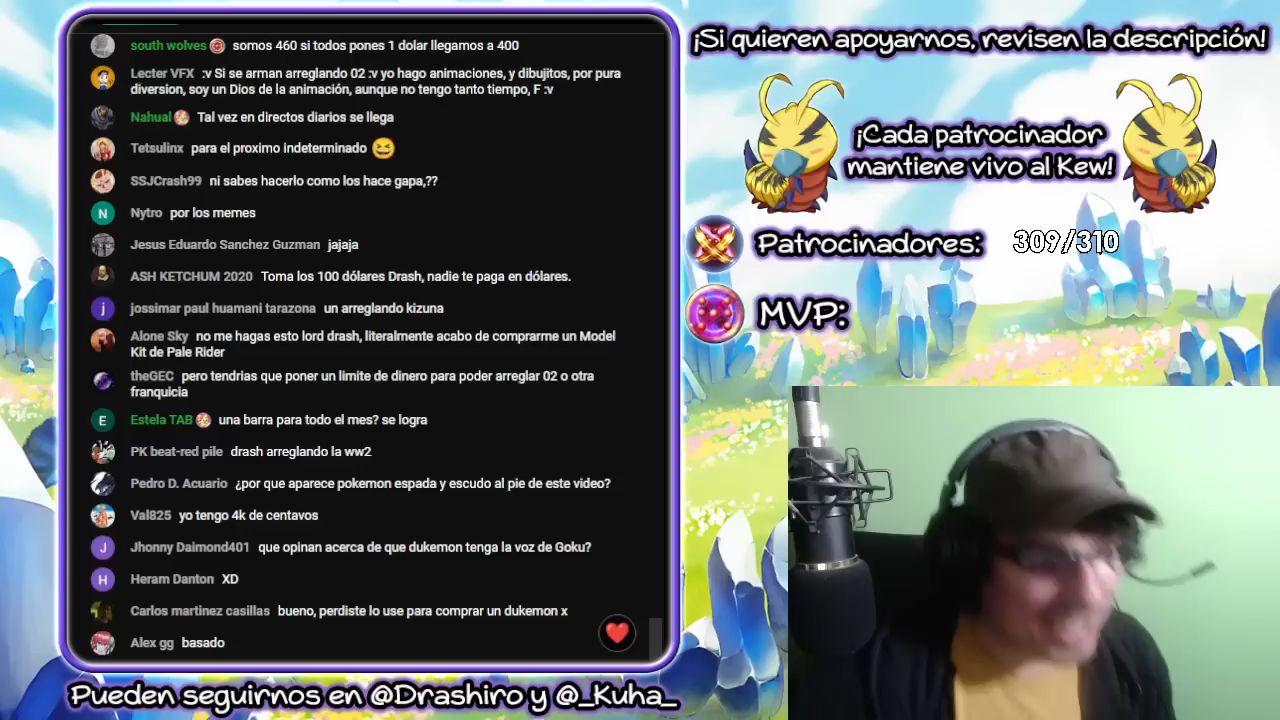 south wolves somos 460 si todos pones 1 dolar llegamos a 400
Lecter VFX :v Si se arman arreglando 02 :v yo hago animaciones, y dibujitos, por pura
diversion, soy un Dios de la animación, aunque no tengo tanto tiempo, F :v
Nahual Tal vez en directos diarios se llega
Tetsulinx para el proximo indeterminado 😆
SSJCrash99 ni sabes hacerlo como los hace gapa,??
N Nytro por los memes
Jesus Eduardo Sanchez Guzman jajaja
ASH KETCHUM 2020 Toma los 100 dólares Drash, nadie te paga en dólares.
j jossimar paul huamani tarazona un arreglando kizuna
Alone Sky no me hagas esto lord drash, literalmente acabo de comprarme un Model
Kit de Pale Rider
theGEC pero tendrias que poner un limite de dinero para poder arreglar 02 o otra
franquicia
E Estela TAB una barra para todo el mes? se logra
PK beat-red pile drash arreglando la ww2
Pedro D. Acuario ¿por que aparece pokemon espada y escudo al pie de este video?
Val825 yo tengo 4k de centavos
J Jhonny Daimond401 que opinan acerca de que dukemon tenga la voz de Goku?
H Heram Danton XD
Carlos martinez casillas bueno, perdiste lo use para comprar un dukemon x
Alex gg basado
Pueden seguirnos en @Drashiro y @_Kuha_
¡Si quieren apoyarnos, revisen la descripción!
¡Cada patrocinador
mantiene vivo al Kew!
Patrocinadores: 309/310
MVP: